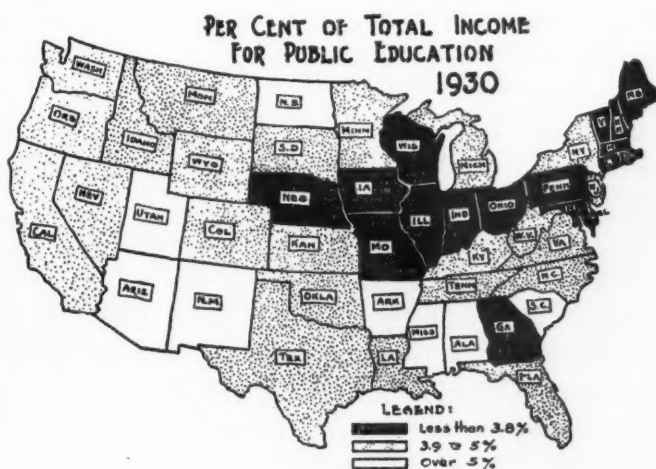 PER CENT OF TOTAL INCOME
FOR PUBLIC EDUCATION
1930
WASH
MON
N.D.
MINN
ORE
IDAHO
WYO
S.D
WIS
MICH
NY
NEV
UTAH
COL
NEB
IA
ILL
IND
OHIO
PENN
CAL
KAN
MO
KY
W.V.
VA
ARIZ
N.M.
OKLA
ARK
TENN
N.C.
S.C.
TEX
LA
MISS
ALA
GA
FLA
LEGEND:
Less than 3.8%
3.9 to 5%
Over 5%